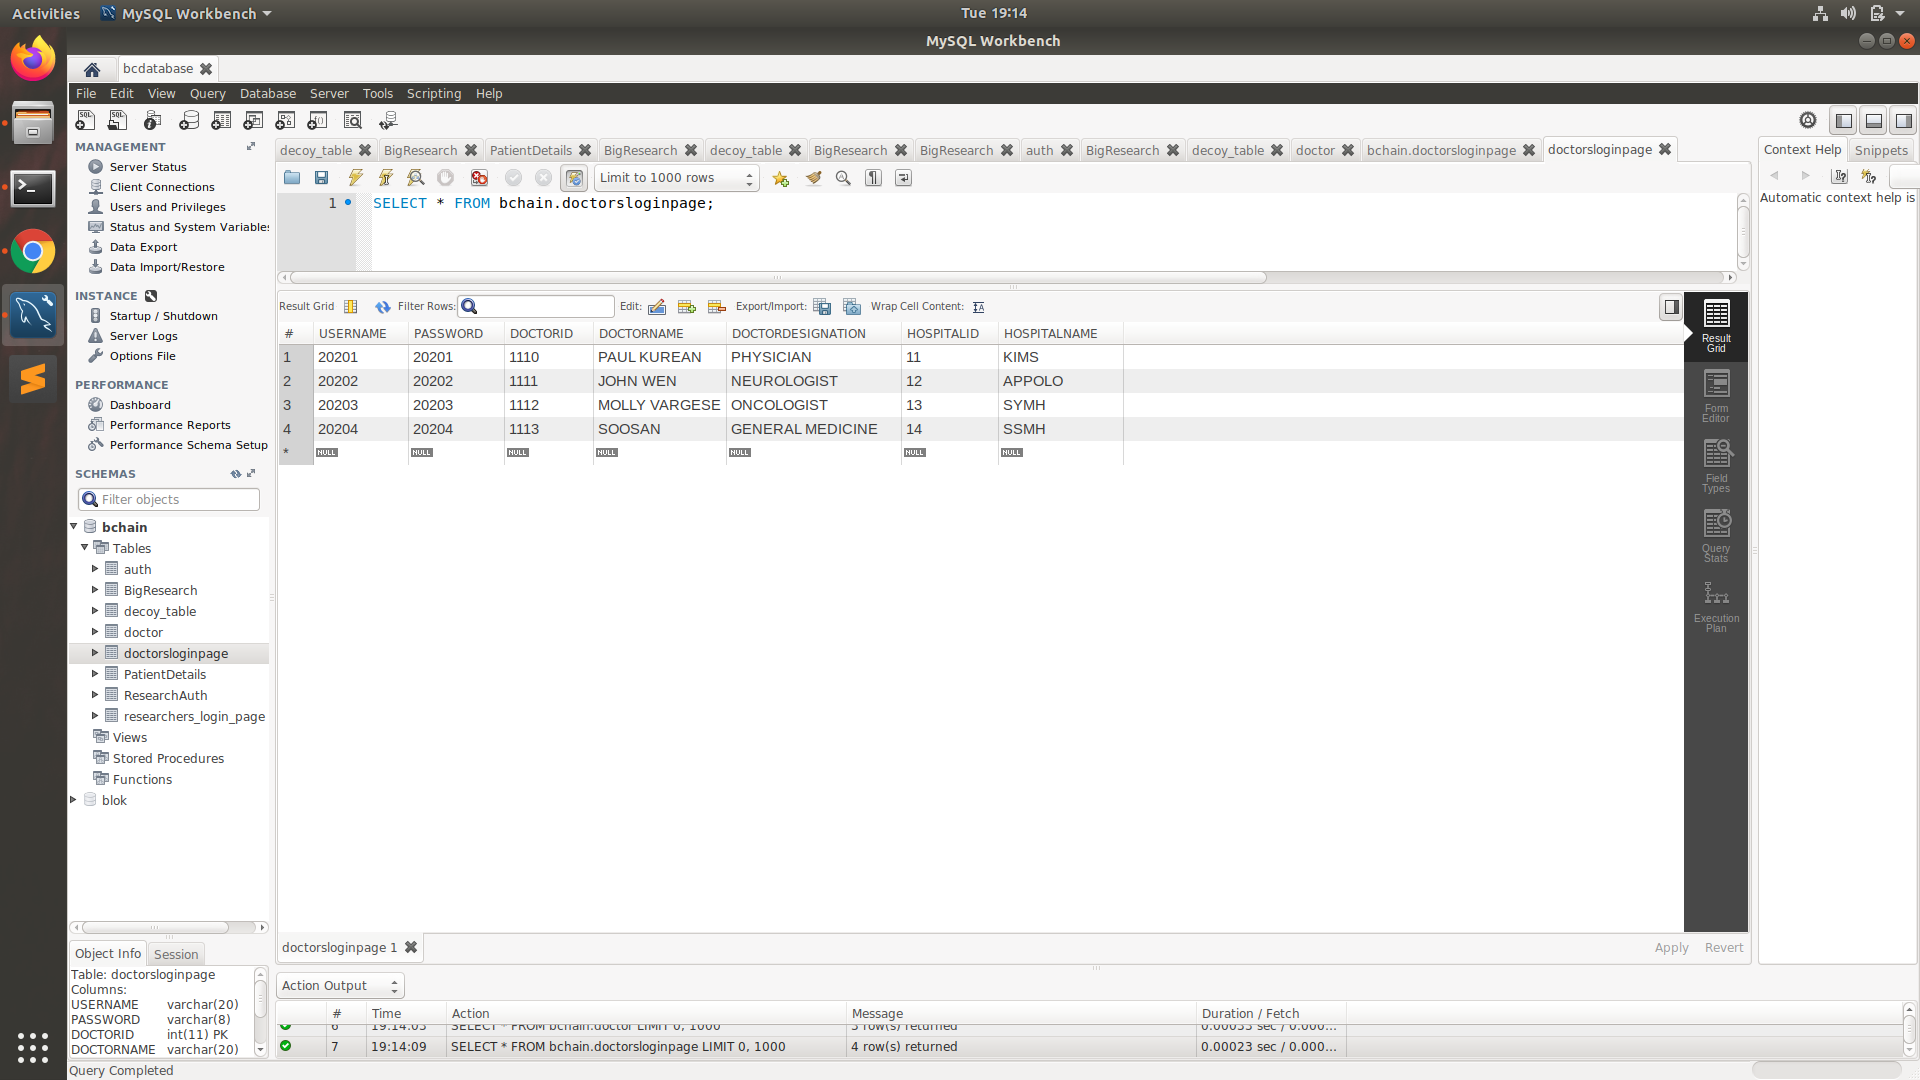 Activities MySQL Workbench Tue 19:14
MySQL Workbench
bcdatabase
File Edit View Query Database Server Tools Scripting Help
MANAGEMENT
Server Status
Client Connections
Users and Privileges
Status and System Variables
Data Export
Data Import/Restore
INSTANCE
Startup / Shutdown
Server Logs
Options File
PERFORMANCE
Dashboard
Performance Reports
Performance Schema Setup
SCHEMAS
Filter objects
bchain
Tables
auth
BigResearch
decoy_table
doctor
doctorsloginpage
PatientDetails
ResearchAuth
researchers_login_page
Views
Stored Procedures
Functions
blok
Object Info Session
Table: doctorsloginpage
Columns:
USERNAME varchar(20)
PASSWORD varchar(8)
DOCTORID int(11) PK
DOCTORNAME varchar(20)
decoy_table BigResearch PatientDetails BigResearch decoy_table BigResearch BigResearch auth BigResearch decoy_table doctor bchain.doctorsloginpage doctorsloginpage
Limit to 1000 rows
1 SELECT * FROM bchain.doctorsloginpage;
Result Grid Filter Rows: Edit: Export/Import: Wrap Cell Content:
# USERNAME PASSWORD DOCTORID DOCTORNAME DOCTORDESIGNATION HOSPITALID HOSPITALNAME
1 20201 20201 1110 PAUL KUREAN PHYSICIAN 11 KIMS
2 20202 20202 1111 JOHN WEN NEUROLOGIST 12 APPOLO
3 20203 20203 1112 MOLLY VARGESE ONCOLOGIST 13 SYMH
4 20204 20204 1113 SOOSAN GENERAL MEDICINE 14 SSMH
* NULL NULL NULL NULL NULL NULL NULL
Result
Grid
Form
Editor
Field
Types
Query
Stats
Execution
Plan
doctorsloginpage 1 Apply Revert
Context Help Snippets
Automatic context help is
Action Output
# Time Action Message Duration / Fetch
6 19:14:03 SELECT * FROM bchain.doctor LIMIT 0, 1000 3 row(s) returned 0.00033 sec / 0.000...
7 19:14:09 SELECT * FROM bchain.doctorsloginpage LIMIT 0, 1000 4 row(s) returned 0.00023 sec / 0.000...
Query Completed